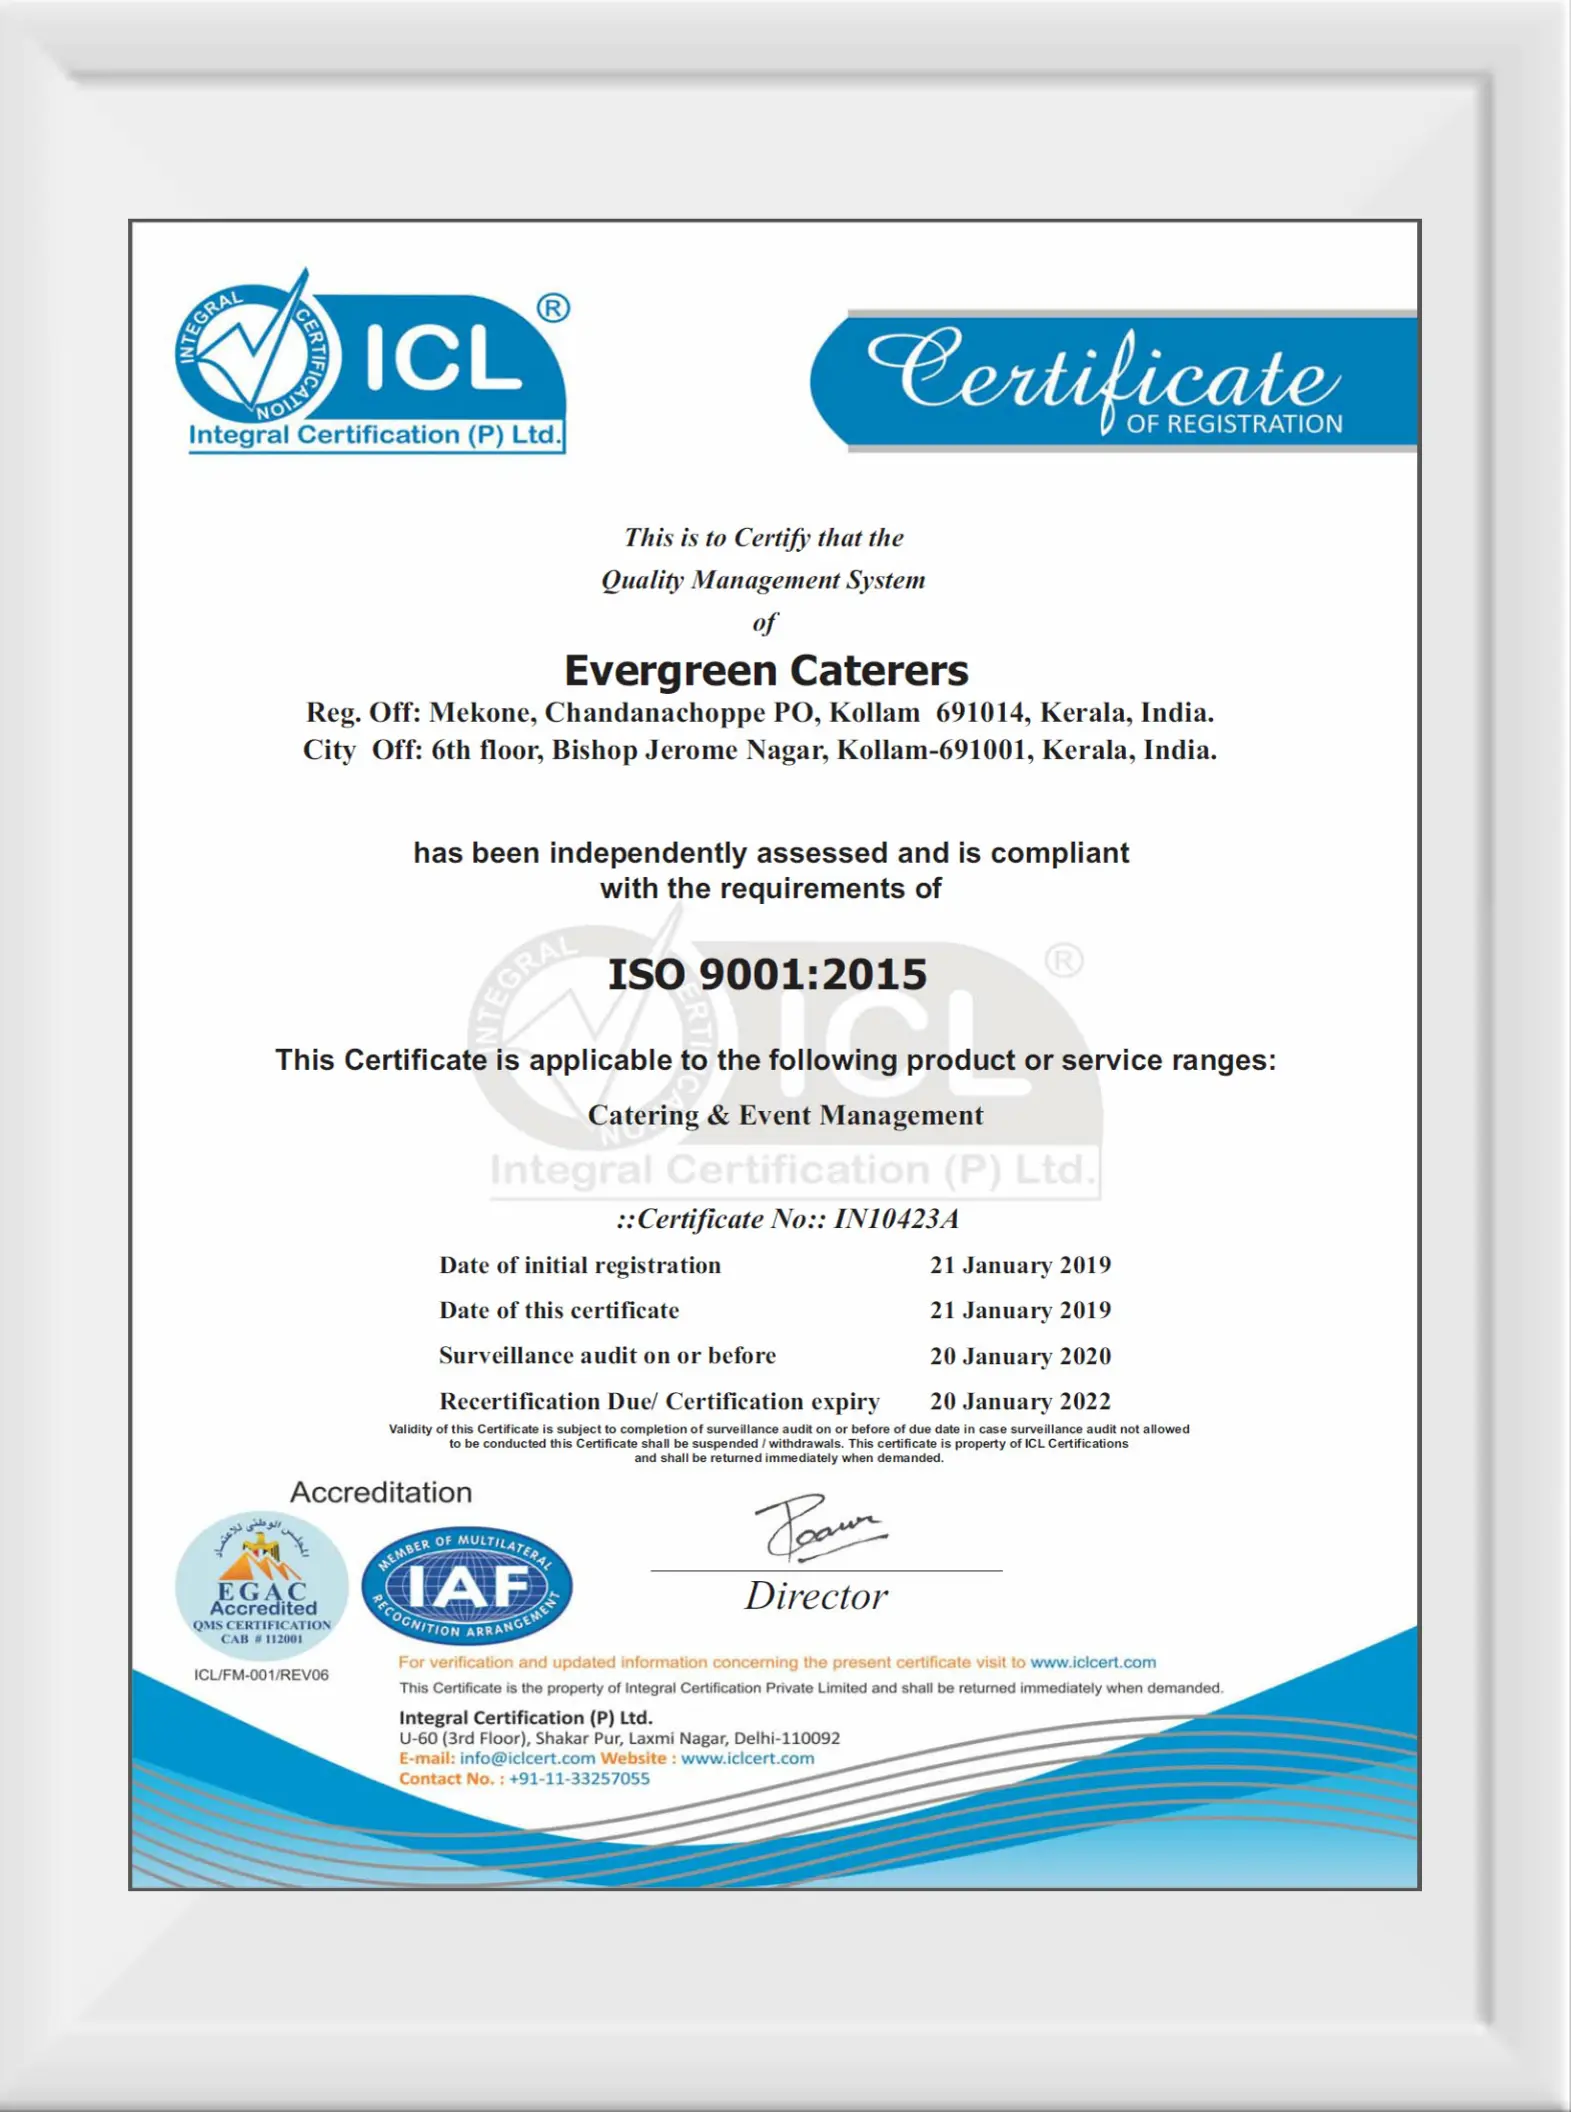 INTEGRAL CERTIFICATION
ICL ®
Integral Certification (P) Ltd.
Certificate
OF REGISTRATION
This is to Certify that the
Quality Management System
of
Evergreen Caterers
Reg. Off: Mekone, Chandanachoppe PO, Kollam 691014, Kerala, India.
City Off: 6th floor, Bishop Jerome Nagar, Kollam-691001, Kerala, India.
has been independently assessed and is compliant
with the requirements of
ISO 9001:2015
This Certificate is applicable to the following product or service ranges:
Catering & Event Management
INTEGRAL CERTIFICATION
ICL ®
Integral Certification (P) Ltd.
::Certificate No:: IN10423A
Date of initial registration 21 January 2019
Date of this certificate 21 January 2019
Surveillance audit on or before 20 January 2020
Recertification Due/ Certification expiry 20 January 2022
Validity of this Certificate is subject to completion of surveillance audit on or before of due date in case surveillance audit not allowed
to be conducted this Certificate shall be suspended / withdrawals. This certificate is property of ICL Certifications
and shall be returned immediately when demanded.
Accreditation
المجلس الوطنى للاعتماد
EGAC
Accredited
QMS CERTIFICATION
CAB # 112001
MEMBER OF MULTILATERAL
IAF
RECOGNITION ARRANGEMENT
Director
ICL/FM-001/REV06
For verification and updated information concerning the present certificate visit to www.iclcert.com
This Certificate is the property of Integral Certification Private Limited and shall be returned immediately when demanded.
Integral Certification (P) Ltd.
U-60 (3rd Floor), Shakar Pur, Laxmi Nagar, Delhi-110092
E-mail: info@iclcert.com Website : www.iclcert.com
Contact No. : +91-11-33257055